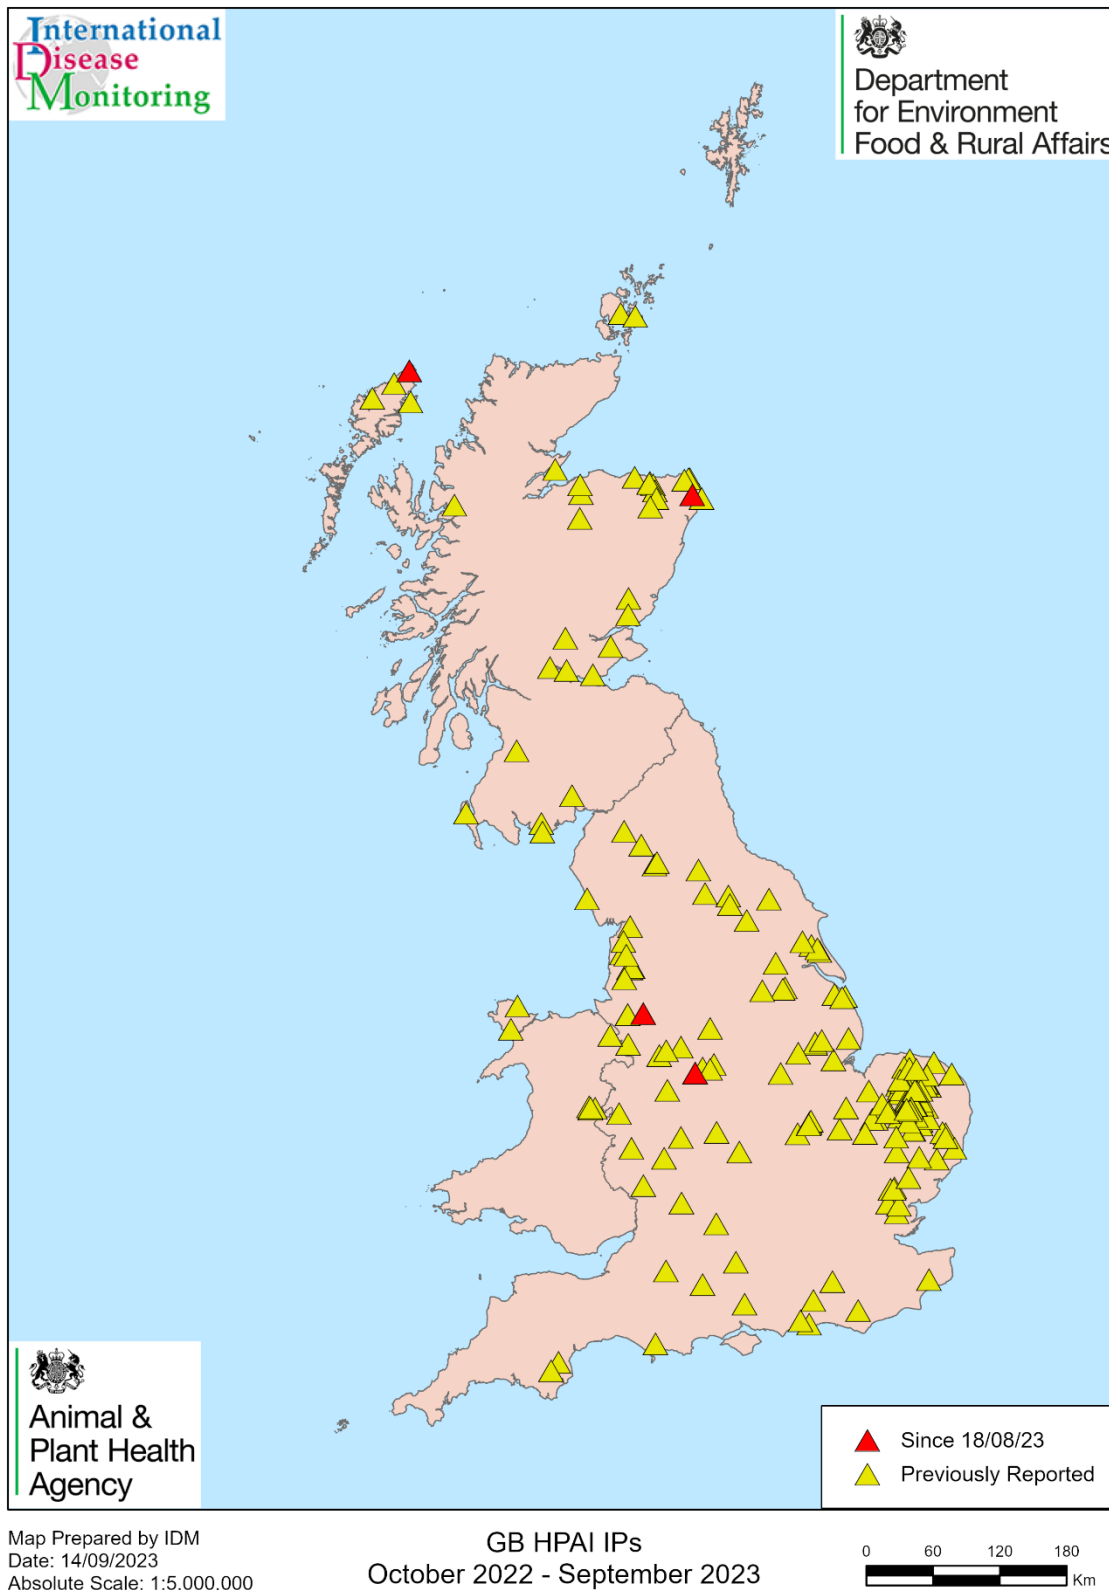 International
Disease
Monitoring
Department
for Environment
Food & Rural Affairs
Animal &
Plant Health
Agency
Since 18/08/23
Previously Reported
Map Prepared by IDM
Date: 14/09/2023
Absolute Scale: 1:5.000.000
GB HPAI IPs
October 2022 - September 2023
0 60 120 180
Km